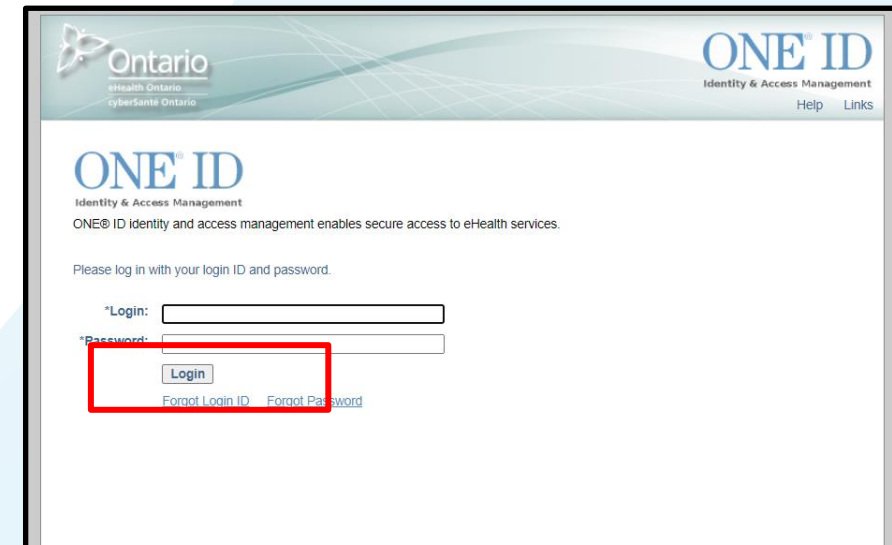 Ontario
eHealth Ontario
cyberSanté Ontario
ONE® ID
Identity & Access Management
Help Links
ONE® ID
Identity & Access Management
ONE® ID identity and access management enables secure access to eHealth services.
Please log in with your login ID and password.
*Login:
*Password:
Login
Forgot Login ID Forgot Password